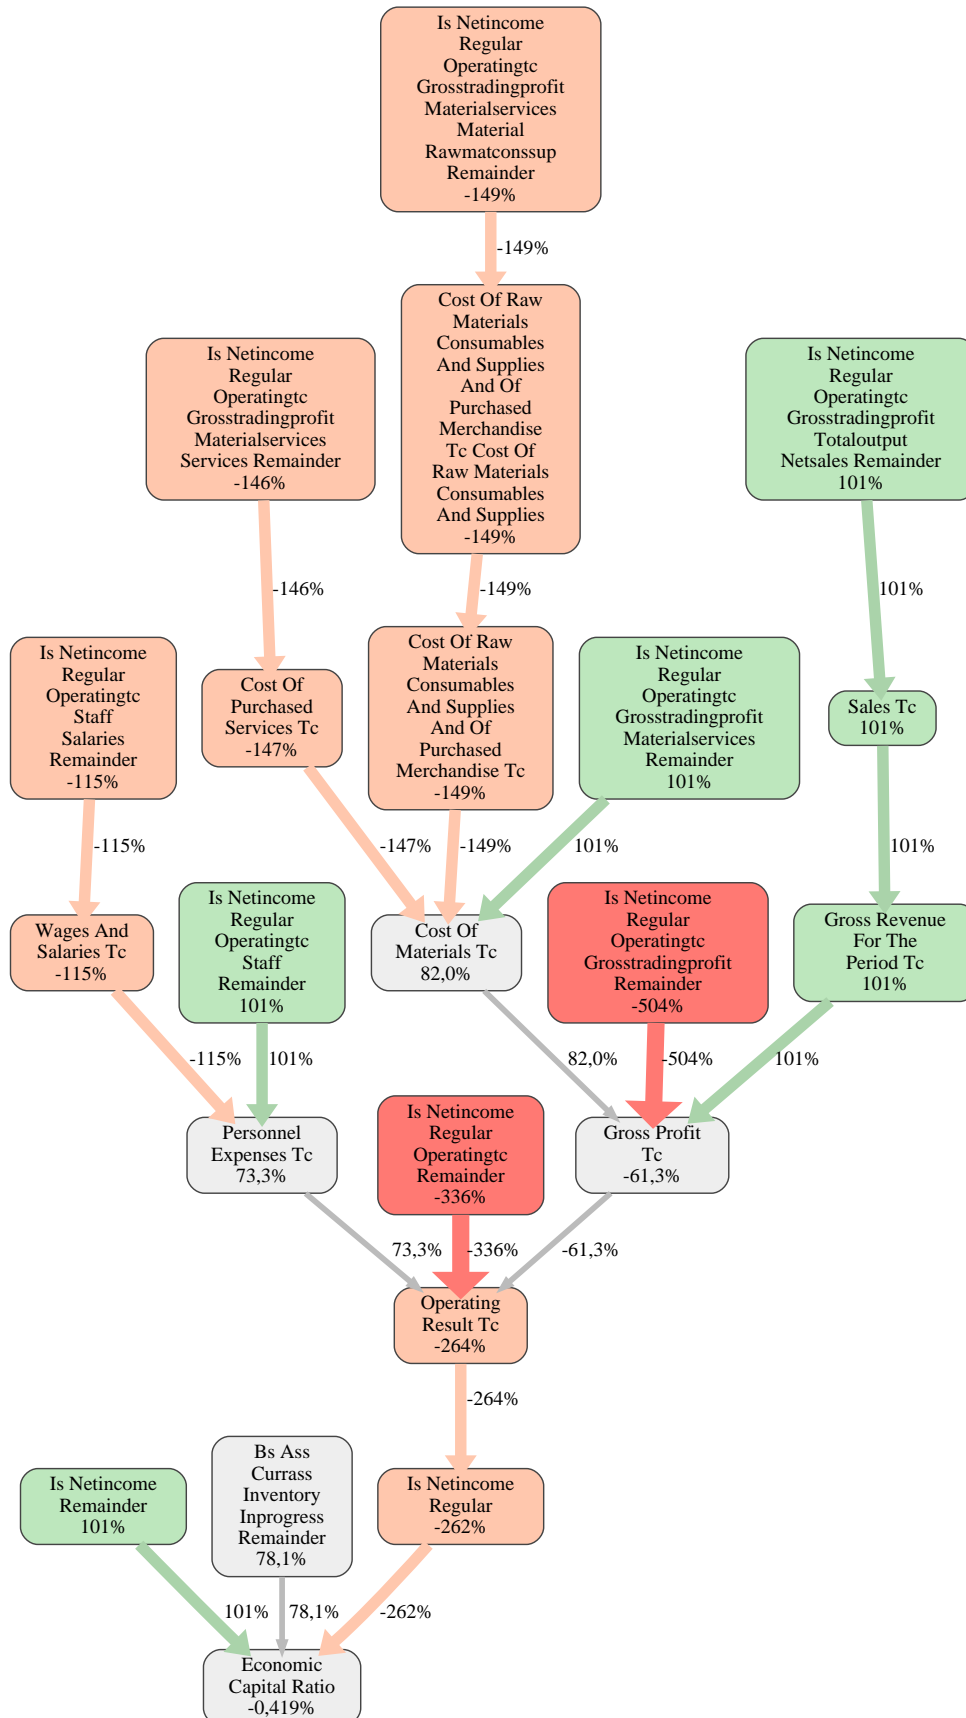 Is Netincome
Regular
Operatingtc
Grosstradingprofit
Materialservices
Material
Rawmatconssup
Remainder
-149%
-149%
Cost Of Raw
Materials
Consumables
And Supplies
And Of
Purchased
Merchandise
Tc Cost Of
Raw Materials
Consumables
And Supplies
-149%
Is Netincome
Regular
Operatingtc
Grosstradingprofit
Materialservices
Services Remainder
-146%
Is Netincome
Regular
Operatingtc
Grosstradingprofit
Totaloutput
Netsales Remainder
101%
-146%
-149%
101%
Is Netincome
Regular
Operatingtc
Staff
Salaries
Remainder
-115%
Cost Of
Purchased
Services Tc
-147%
Cost Of Raw
Materials
Consumables
And Supplies
And Of
Purchased
Merchandise Tc
-149%
Is Netincome
Regular
Operatingtc
Grosstradingprofit
Materialservices
Remainder
101%
Sales Tc
101%
-115%
-147%
-149%
101%
101%
Wages And
Salaries Tc
-115%
Is Netincome
Regular
Operatingtc
Staff
Remainder
101%
Cost Of
Materials Tc
82,0%
Is Netincome
Regular
Operatingtc
Grosstradingprofit
Remainder
-504%
Gross Revenue
For The
Period Tc
101%
-115%
101%
82,0%
-504%
101%
Personnel
Expenses Tc
73,3%
Is Netincome
Regular
Operatingtc
Remainder
-336%
Gross Profit
Tc
-61,3%
73,3%
-336%
-61,3%
Operating
Result Tc
-264%
-264%
Is Netincome
Remainder
101%
Bs Ass
Currass
Inventory
Inprogress
Remainder
78,1%
Is Netincome
Regular
-262%
101%
78,1%
-262%
Economic
Capital Ratio
-0,419%